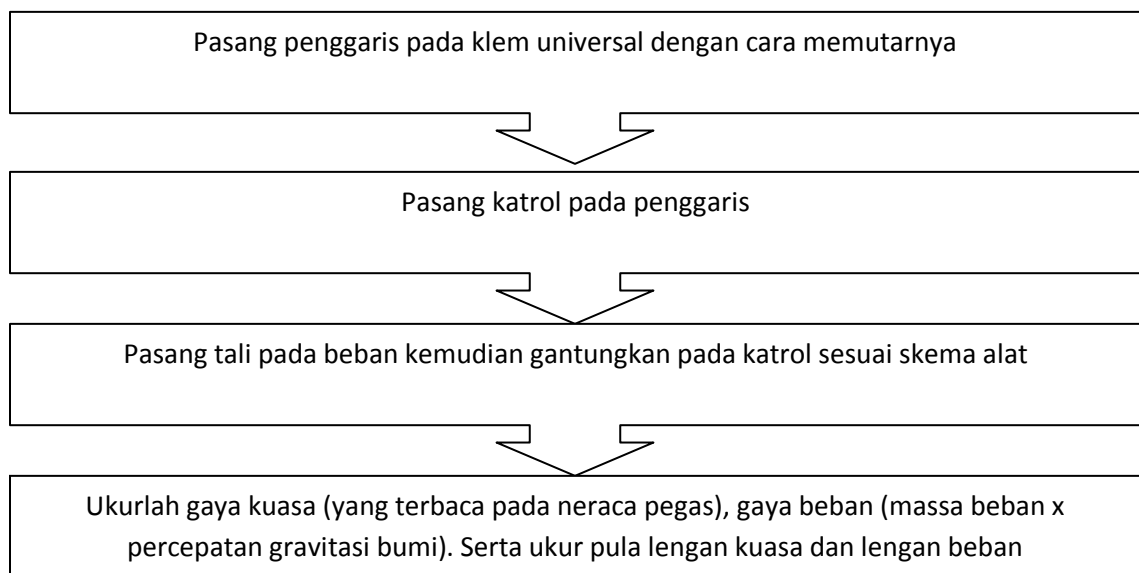 Pasang penggaris pada klem universal dengan cara memutarnya
Pasang katrol pada penggaris
Pasang tali pada beban kemudian gantungkan pada katrol sesuai skema alat
Ukurlah gaya kuasa (yang terbaca pada neraca pegas), gaya beban (massa beban x
percepatan gravitasi bumi). Serta ukur pula lengan kuasa dan lengan beban